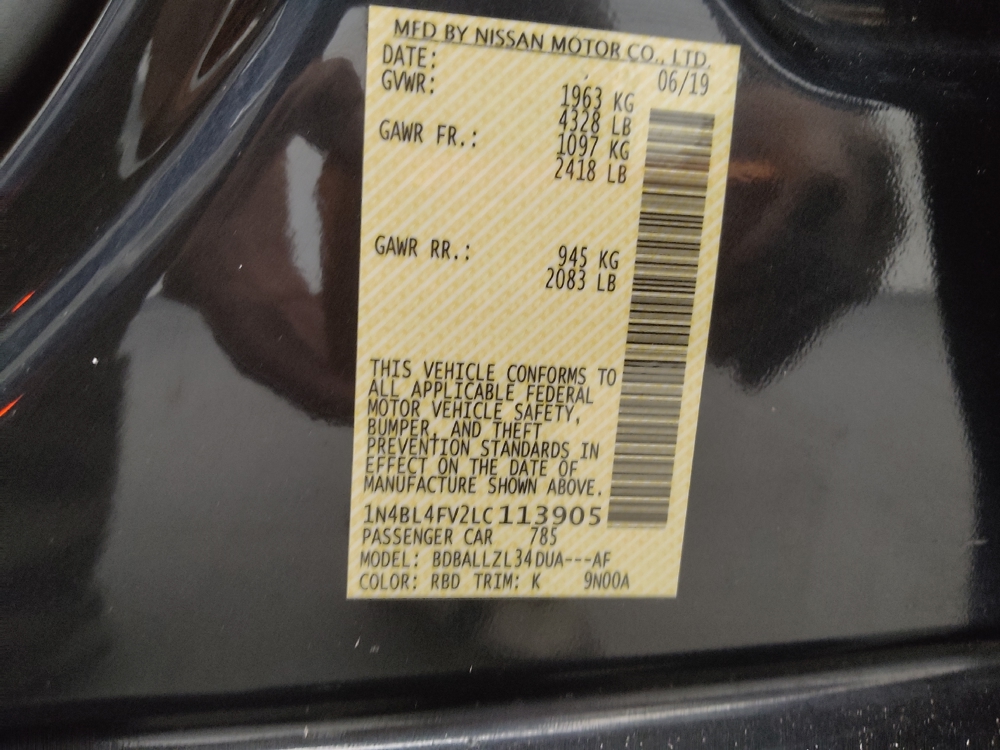 MFD BY NISSAN MOTOR CO., LTD.
DATE: 06/19
GVWR: 1963 KG
4328 LB
GAWR FR.: 1097 KG
2418 LB
GAWR RR.: 945 KG
2083 LB
THIS VEHICLE CONFORMS TO
ALL APPLICABLE FEDERAL
MOTOR VEHICLE SAFETY,
BUMPER, AND THEFT
PREVENTION STANDARDS IN
EFFECT ON THE DATE OF
MANUFACTURE SHOWN ABOVE.
1N4BL4FV2LC113905
PASSENGER CAR 785
MODEL: BDBALLZL34DUA---AF
COLOR: RBD TRIM: K 9N00A